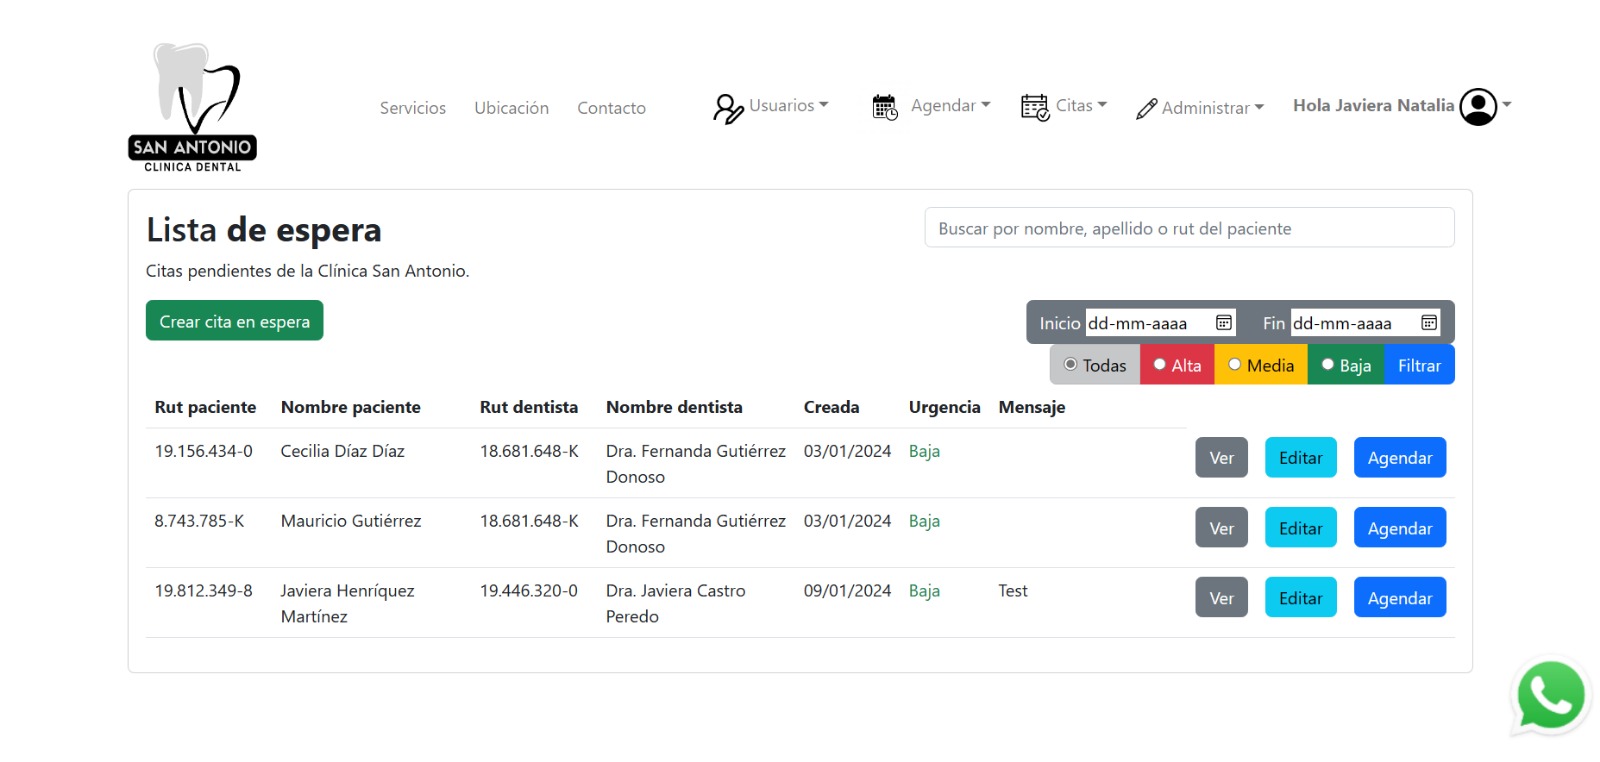 SAN ANTONIO
CLINICA DENTAL
Servicios Ubicación Contacto Usuarios Agendar Citas Administrar Hola Javiera Natalia
Lista de espera
Buscar por nombre, apellido o rut del paciente
Citas pendientes de la Clínica San Antonio.
Crear cita en espera
Inicio dd-mm-aaaa Fin dd-mm-aaaa
Todas Alta Media Baja Filtrar
Rut paciente Nombre paciente Rut dentista Nombre dentista Creada Urgencia Mensaje
19.156.434-0 Cecilia Díaz Díaz 18.681.648-K Dra. Fernanda Gutiérrez 03/01/2024 Baja
Donoso
Ver Editar Agendar
8.743.785-K Mauricio Gutiérrez 18.681.648-K Dra. Fernanda Gutiérrez 03/01/2024 Baja
Donoso
Ver Editar Agendar
19.812.349-8 Javiera Henríquez 19.446.320-0 Dra. Javiera Castro 09/01/2024 Baja Test
Martínez Peredo
Ver Editar Agendar